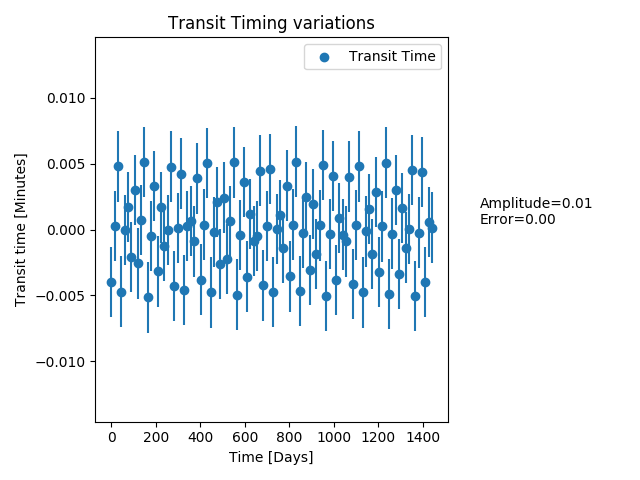 Transit Timing variations
Transit Time
0.010
0.005
0.000
−0.005
−0.010
Transit time [Minutes]
Amplitude=0.01
Error=0.00
0 200 400 600 800 1000 1200 1400
Time [Days]